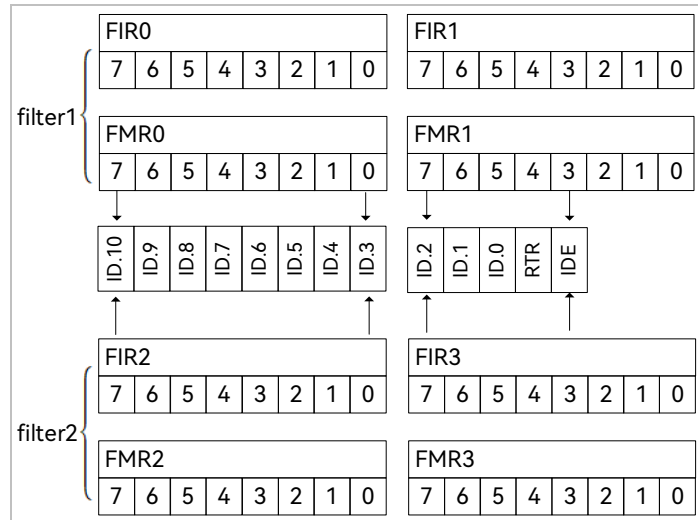 FIR0 FIR1
7 6 5 4 3 2 1 0 7 6 5 4 3 2 1 0
filter1
FMR0 FMR1
7 6 5 4 3 2 1 0 7 6 5 4 3 2 1 0
ID.10 ID.9 ID.8 ID.7 ID.6 ID.5 ID.4 ID.3 ID.2 ID.1 ID.0 RTR IDE
FIR2 FIR3
7 6 5 4 3 2 1 0 7 6 5 4 3 2 1 0
filter2
FMR2 FMR3
7 6 5 4 3 2 1 0 7 6 5 4 3 2 1 0